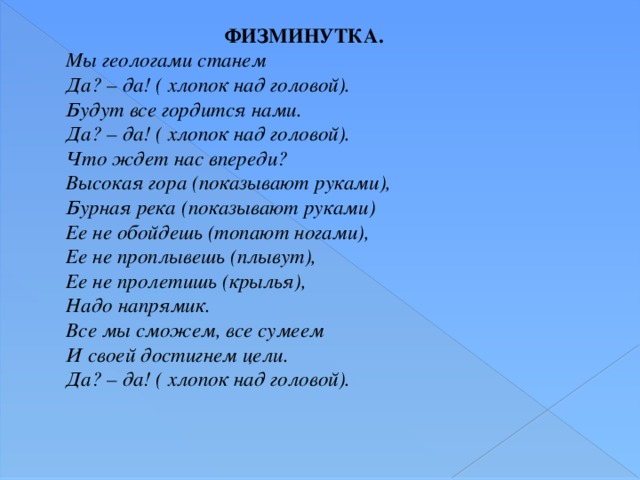 ФИЗМИНУТКА.
Мы геологами станем
Да? – да! ( хлопок над головой).
Будут все гордится нами.
Да? – да! ( хлопок над головой).
Что ждет нас впереди?
Высокая гора (показывают руками),
Бурная река (показывают руками)
Ее не обойдешь (топают ногами),
Ее не проплывешь (плывут),
Ее не пролетишь (крылья),
Надо напрямик.
Все мы сможем, все сумеем
И своей достигнем цели.
Да? – да! ( хлопок над головой).